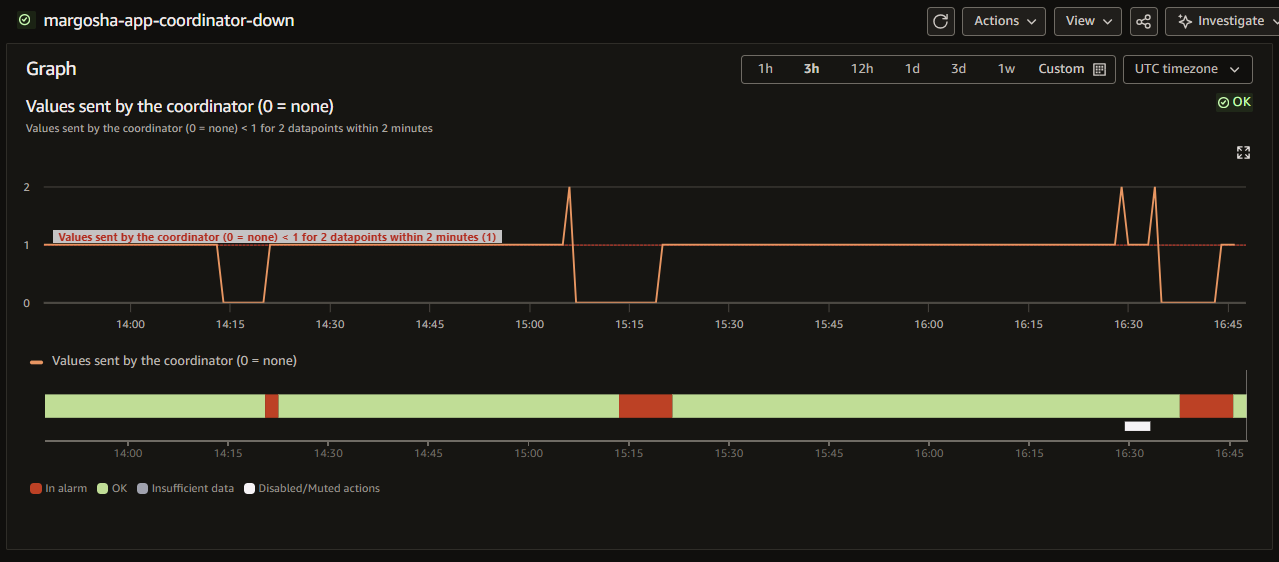 margosha-app-coordinator-down
Actions
View
Investigate
Graph
1h 3h 12h 1d 3d 1w Custom
UTC timezone
Values sent by the coordinator (0 = none)
OK
Values sent by the coordinator (0 = none) < 1 for 2 datapoints within 2 minutes
2
Values sent by the coordinator (0 = none) < 1 for 2 datapoints within 2 minutes (1)
1
0
14:00 14:15 14:30 14:45 15:00 15:15 15:30 15:45 16:00 16:15 16:30 16:45
Values sent by the coordinator (0 = none)
14:00 14:15 14:30 14:45 15:00 15:15 15:30 15:45 16:00 16:15 16:30 16:45
In alarm OK Insufficient data Disabled/Muted actions